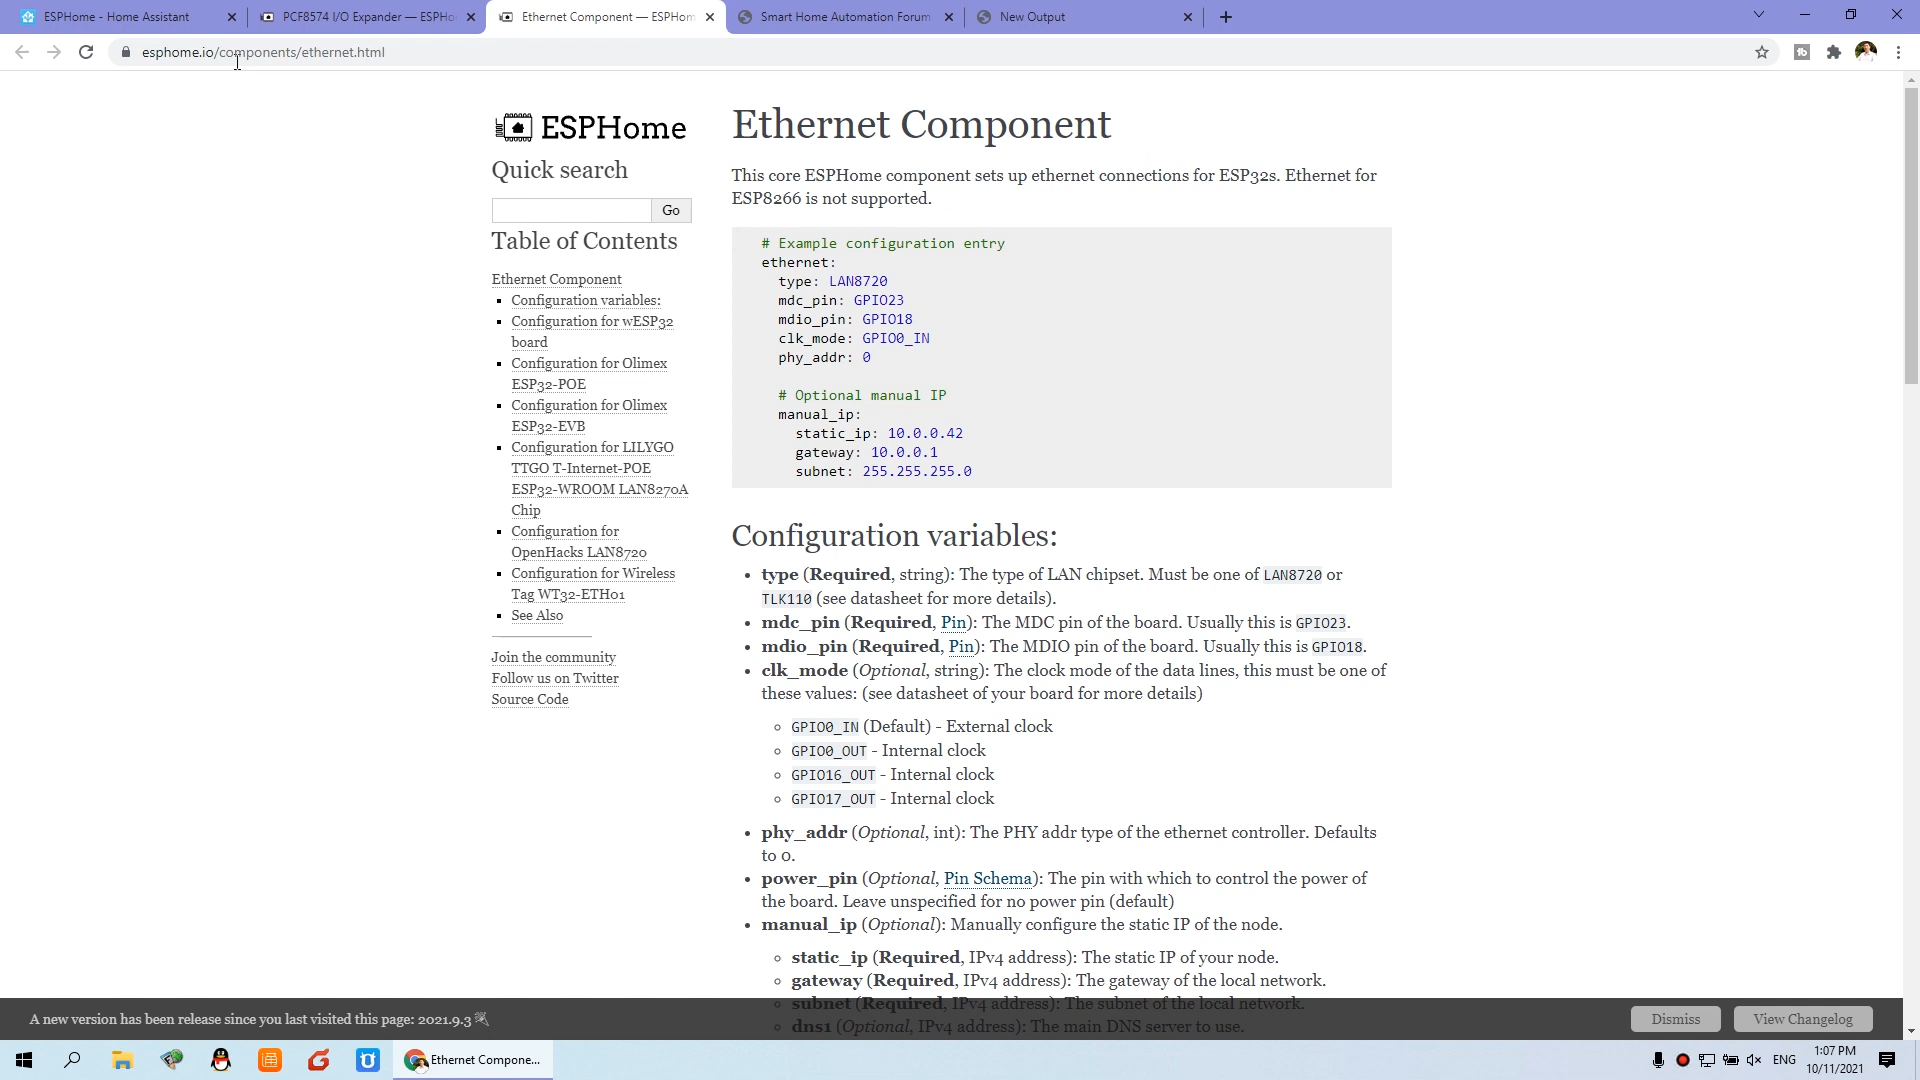 ESPHome - Home Assistant
PCF8574 I/O Expander — ESPHo
Ethernet Component — ESPHom
Smart Home Automation Forum
New Output
esphome.io/components/ethernet.html
ESPHome
Quick search
Go
Table of Contents
Ethernet Component
Configuration variables:
Configuration for wESP32
board
Configuration for Olimex
ESP32-POE
Configuration for Olimex
ESP32-EVB
Configuration for LILYGO
TTGO T-Internet-POE
ESP32-WROOM LAN8270A
Chip
Configuration for
OpenHacks LAN8720
Configuration for Wireless
Tag WT32-ETH01
See Also
Join the community
Follow us on Twitter
Source Code
Ethernet Component
This core ESPHome component sets up ethernet connections for ESP32s. Ethernet for
ESP8266 is not supported.
# Example configuration entry
ethernet:
type: LAN8720
mdc_pin: GPIO23
mdio_pin: GPIO18
clk_mode: GPIO0_IN
phy_addr: 0
# Optional manual IP
manual_ip:
static_ip: 10.0.0.42
gateway: 10.0.0.1
subnet: 255.255.255.0
Configuration variables:
type (Required, string): The type of LAN chipset. Must be one of LAN8720 or
TLK110 (see datasheet for more details).
mdc_pin (Required, Pin): The MDC pin of the board. Usually this is GPIO23.
mdio_pin (Required, Pin): The MDIO pin of the board. Usually this is GPIO18.
clk_mode (Optional, string): The clock mode of the data lines, this must be one of
these values: (see datasheet of your board for more details)
GPIO0_IN (Default) - External clock
GPIO0_OUT - Internal clock
GPIO16_OUT - Internal clock
GPIO17_OUT - Internal clock
phy_addr (Optional, int): The PHY addr type of the ethernet controller. Defaults
to 0.
power_pin (Optional, Pin Schema): The pin with which to control the power of
the board. Leave unspecified for no power pin (default)
manual_ip (Optional): Manually configure the static IP of the node.
static_ip (Required, IPv4 address): The static IP of your node.
gateway (Required, IPv4 address): The gateway of the local network.
subnet (Required, IPv4 address): The subnet of the local network.
dns1 (Optional, IPv4 address): The main DNS server to use.
A new version has been release since you last visited this page: 2021.9.3
Dismiss
View Changelog
Ethernet Compone...
ENG
1:07 PM
10/11/2021